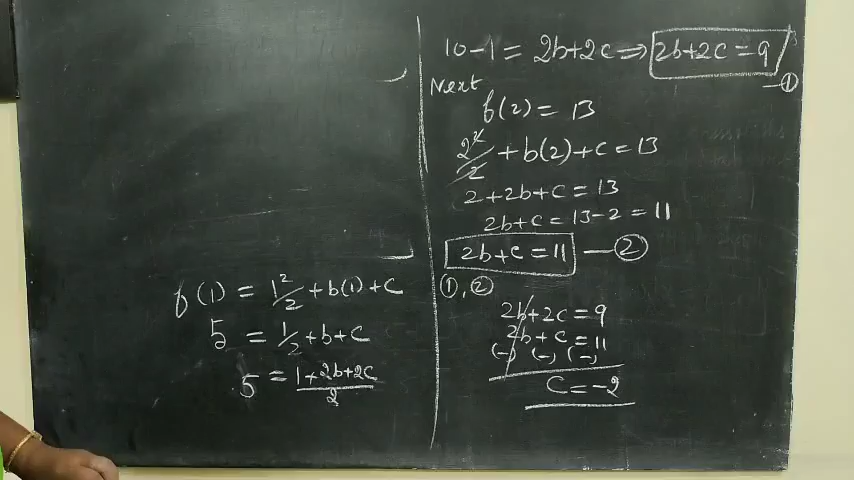 f(1) = 1²/2 + b(1) + c
5 = 1/2 + b + c
5 = 1+2b+2c/2
10-1 = 2b+2c ⇒ 2b+2c = 9
—①
Next
f(2) = 13
2²/2 + b(2) + c = 13
2+2b+c = 13
2b+c = 13-2 = 11
2b+c = 11 —②
①, ②
2b+2c = 9
2b+c = 11
(-) (-) (-)
c = -2